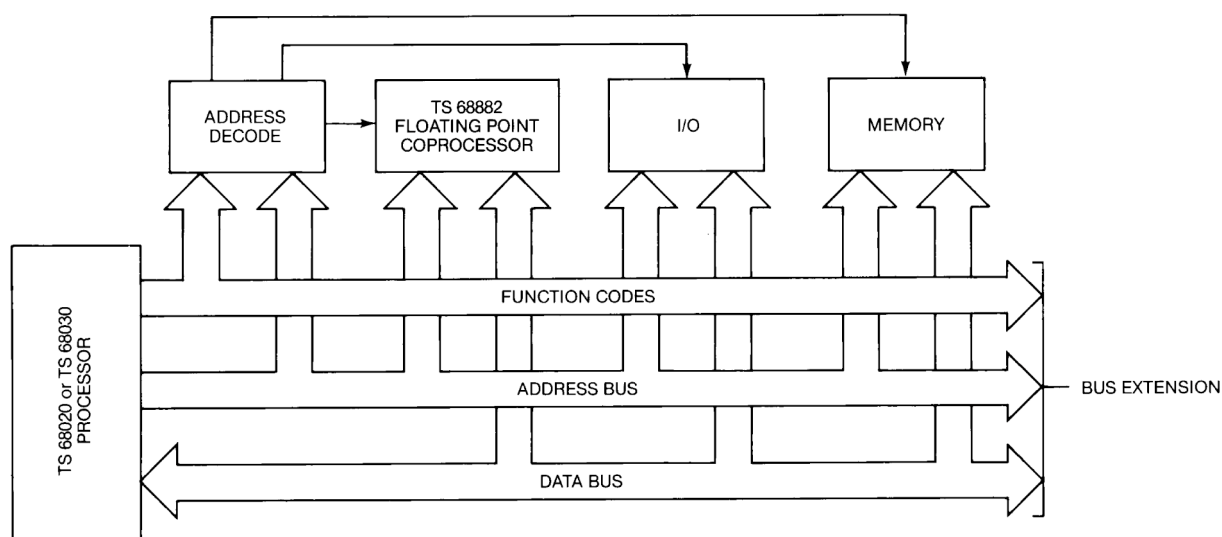 ADDRESS
DECODE
TS 68882
FLOATING POINT
COPROCESSOR
I/O
MEMORY
TS 68020 or TS 68030
PROCESSOR
FUNCTION CODES
ADDRESS BUS
BUS EXTENSION
DATA BUS